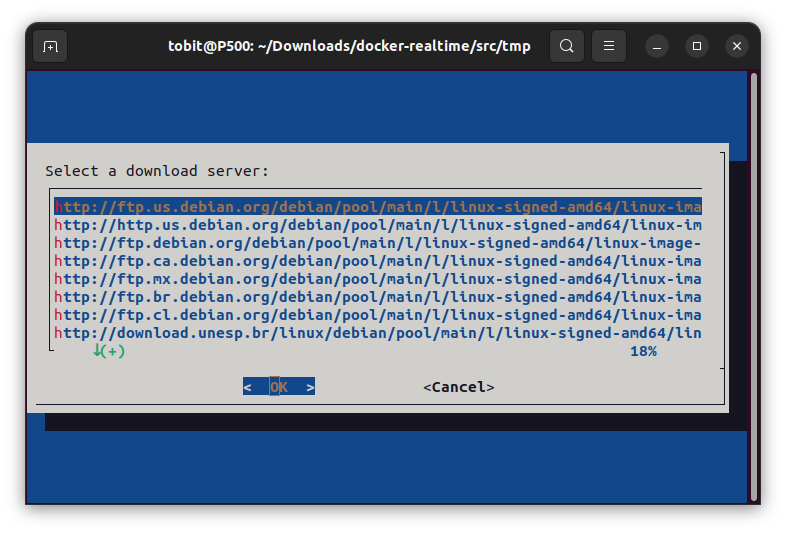 tobit@P500: ~/Downloads/docker-realtime/src/tmp
Select a download server:
http://ftp.us.debian.org/debian/pool/main/l/linux-signed-amd64/linux-ima
http://http.us.debian.org/debian/pool/main/l/linux-signed-amd64/linux-im
http://ftp.debian.org/debian/pool/main/l/linux-signed-amd64/linux-image-
http://ftp.ca.debian.org/debian/pool/main/l/linux-signed-amd64/linux-ima
http://ftp.mx.debian.org/debian/pool/main/l/linux-signed-amd64/linux-ima
http://ftp.br.debian.org/debian/pool/main/l/linux-signed-amd64/linux-ima
http://ftp.cl.debian.org/debian/pool/main/l/linux-signed-amd64/linux-ima
http://download.unesp.br/linux/debian/pool/main/l/linux-signed-amd64/lin
↓(+) 18%
< OK > <Cancel>